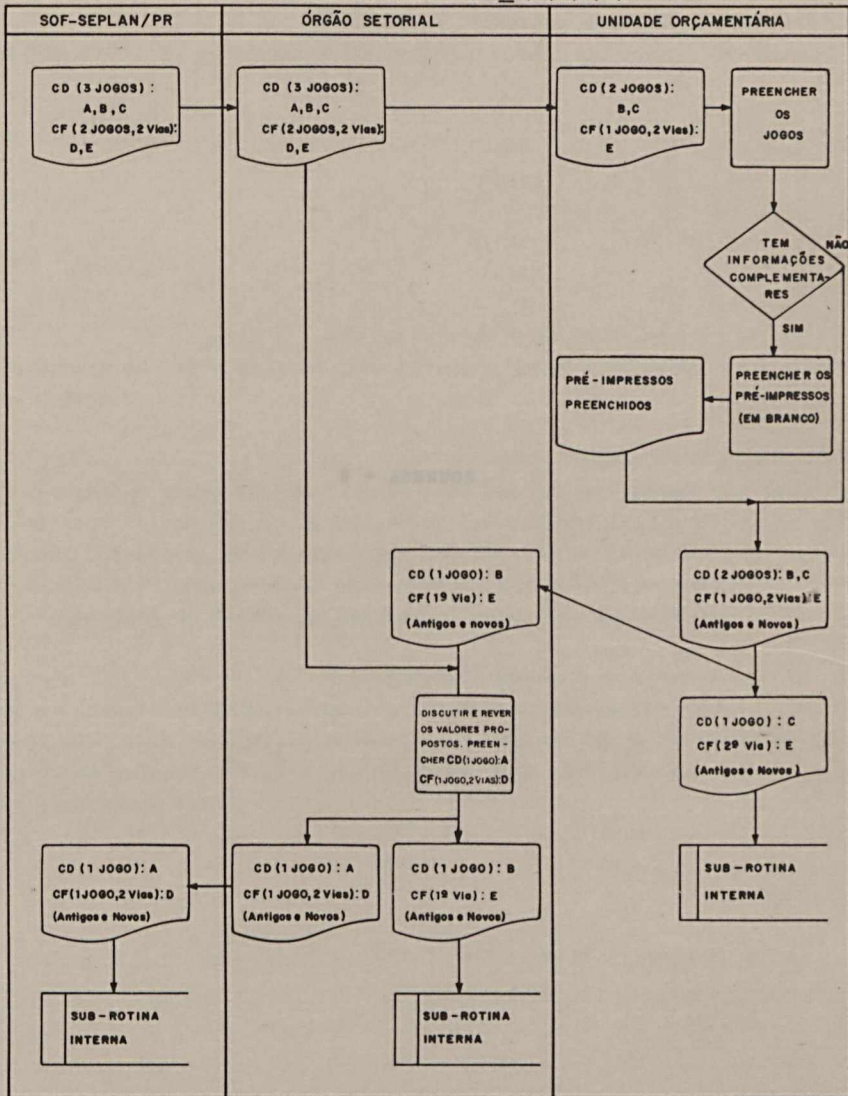 SOF-SEPLAN/PR
ÓRGÃO SETORIAL
UNIDADE ORÇAMENTÁRIA
CD (3 JOGOS):
A, B, C
CF (2 JOGOS, 2 Vias):
D, E
CD (3 JOGOS):
A, B, C
CF (2 JOGOS, 2 Vias):
D, E
CD (2 JOGOS):
B, C
CF (1 JOGO, 2 Vias):
E
PREENCHER
OS
JOGOS
TEM
INFORMAÇÕES
COMPLEMENTA-
RES
NÃO
SIM
PRÉ-IMPRESSOS
PREENCHIDOS
PREENCHER OS
PRÉ-IMPRESSOS
(EM BRANCO)
CD (1 JOGO): B
CF (1ª Via): E
(Antigos e novos)
CD (2 JOGOS): B, C
CF (1 JOGO, 2 Vias): E
(Antigos e Novos)
DISCUTIR E REVER
OS VALORES PRO-
POSTOS. PREEN-
CHER CD (1 JOGO): A
CF (1 JOGO, 2 VIAS): D
CD (1 JOGO): C
CF (2ª Via): E
(Antigos e Novos)
CD (1 JOGO): A
CF (1 JOGO, 2 Vias): D
(Antigos e Novos)
CD (1 JOGO): A
CF (1 JOGO, 2 Vias): D
(Antigos e Novos)
CD (1 JOGO): B
CF (1ª Via): E
(Antigos e Novos)
SUB-ROTINA
INTERNA
SUB-ROTINA
INTERNA
SUB-ROTINA
INTERNA